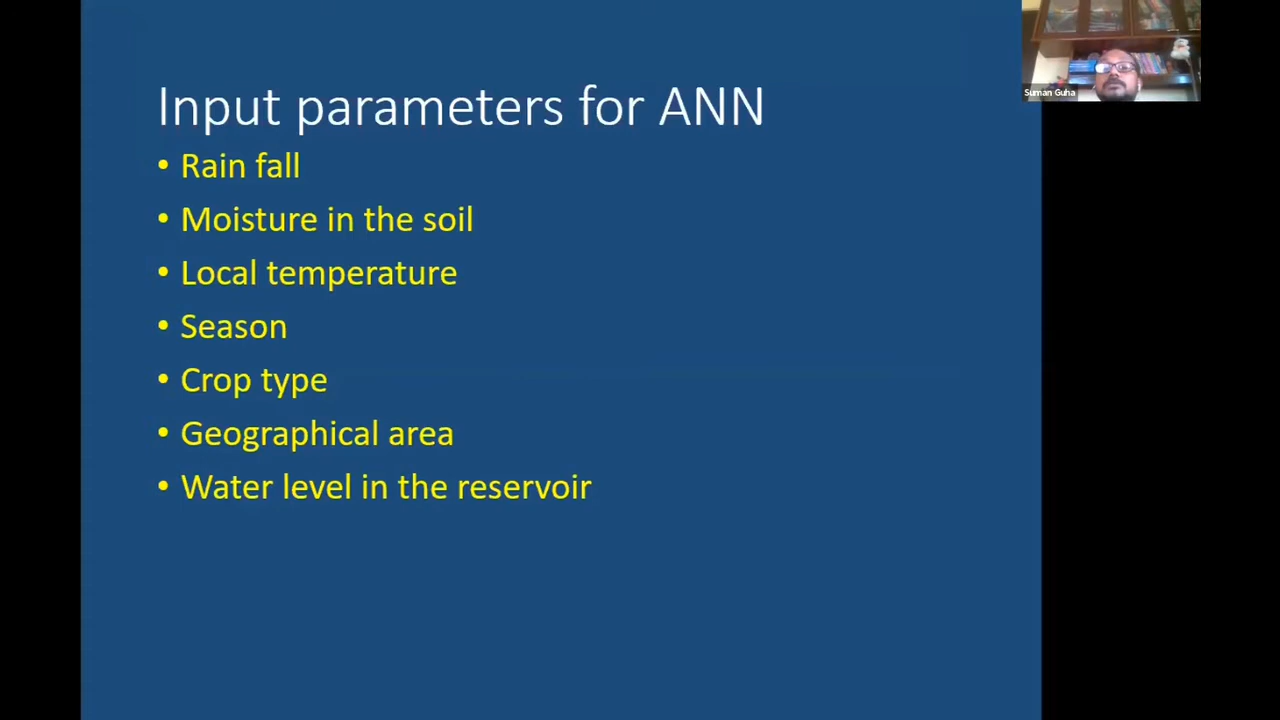 Input parameters for ANN
• Rain fall
• Moisture in the soil
• Local temperature
• Season
• Crop type
• Geographical area
• Water level in the reservoir
Suman Guha